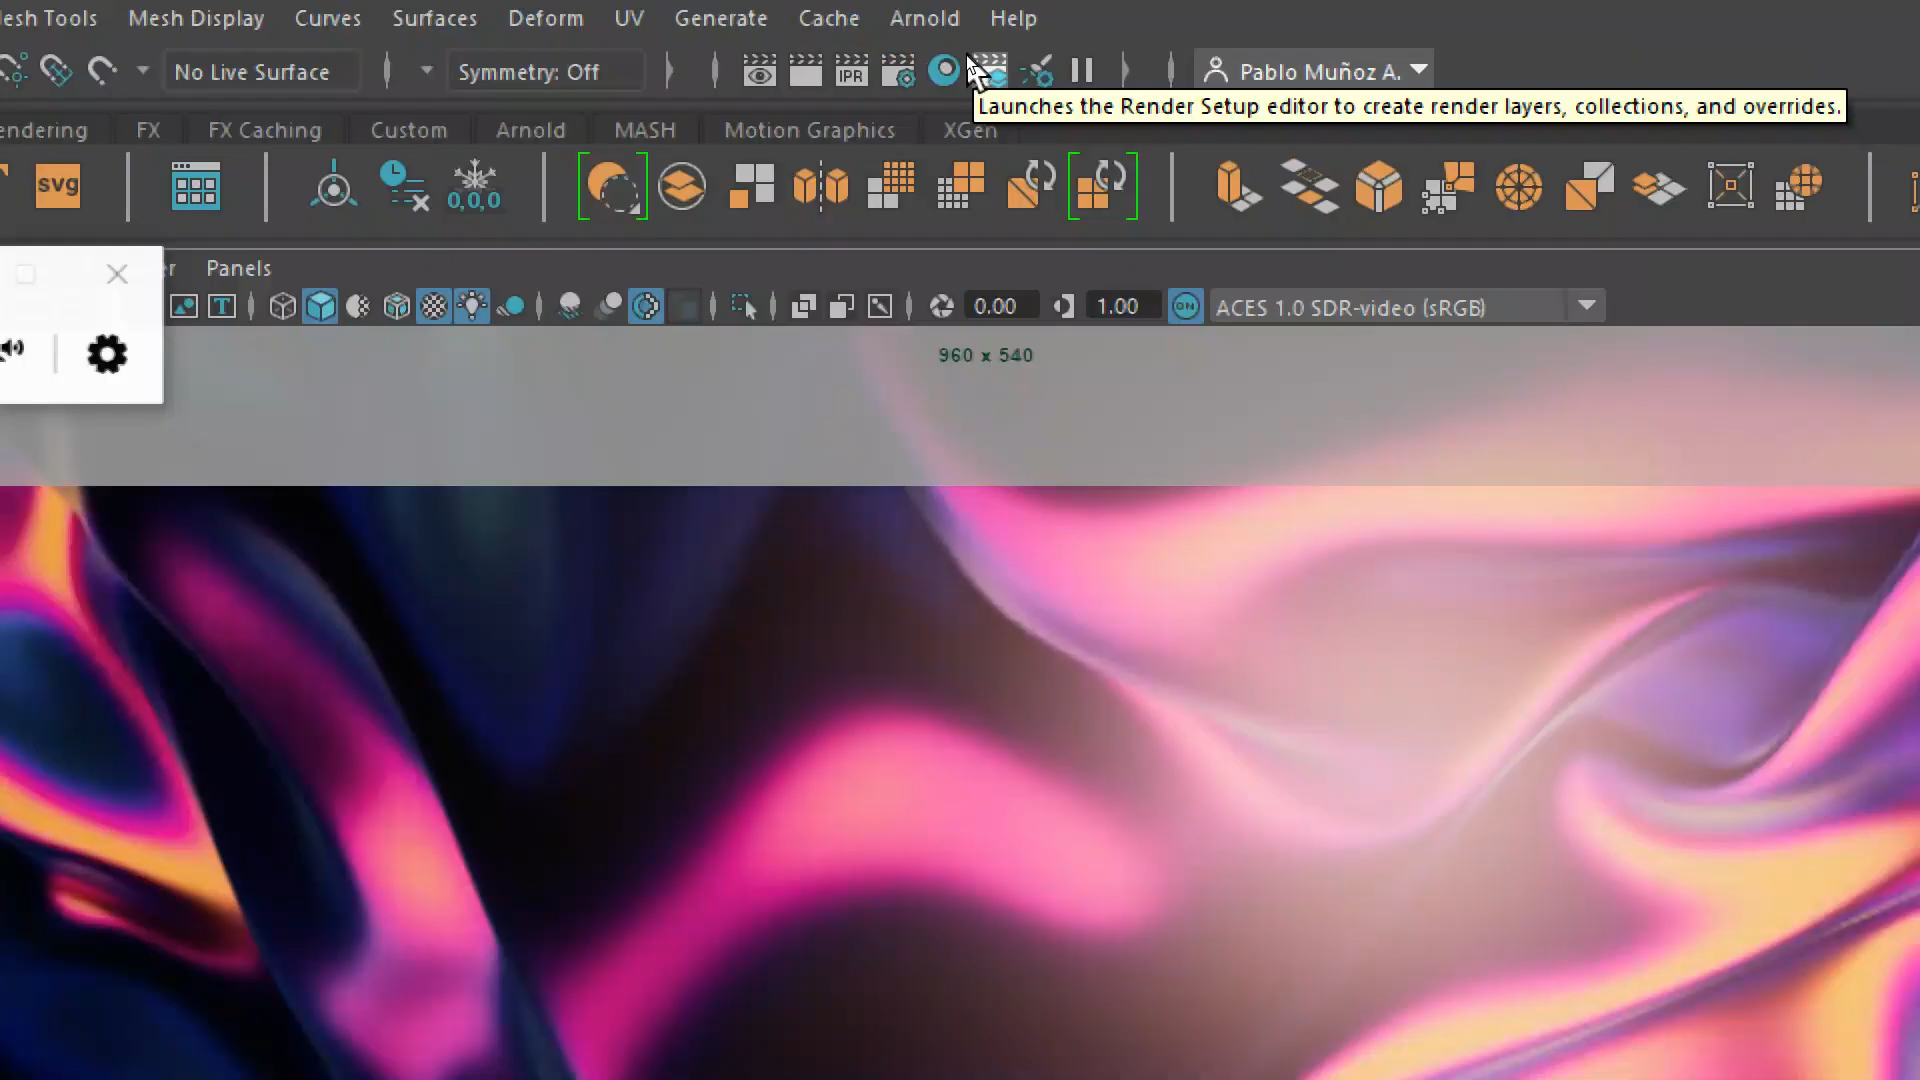 esh Tools Mesh Display Curves Surfaces Deform UV Generate Cache Arnold Help
No Live Surface Symmetry: Off IPR Pablo Muñoz A.
Launches the Render Setup editor to create render layers, collections, and overrides.
endering FX FX Caching Custom Arnold MASH Motion Graphics XGen
svg 0,0,0
er Panels
T 0.00 1.00 ON ACES 1.0 SDR-video (sRGB)
960 x 540